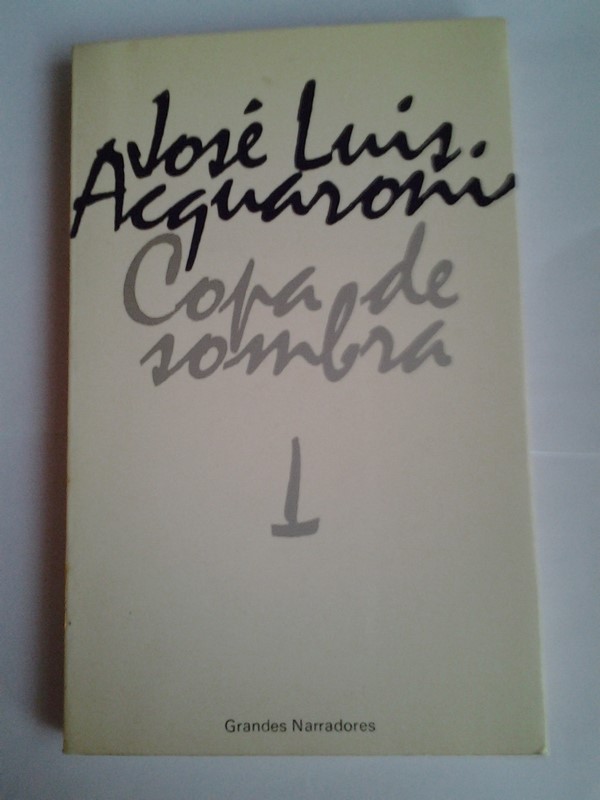 José Luis
Acquaroni
Copa de
sombra
Grandes Narradores